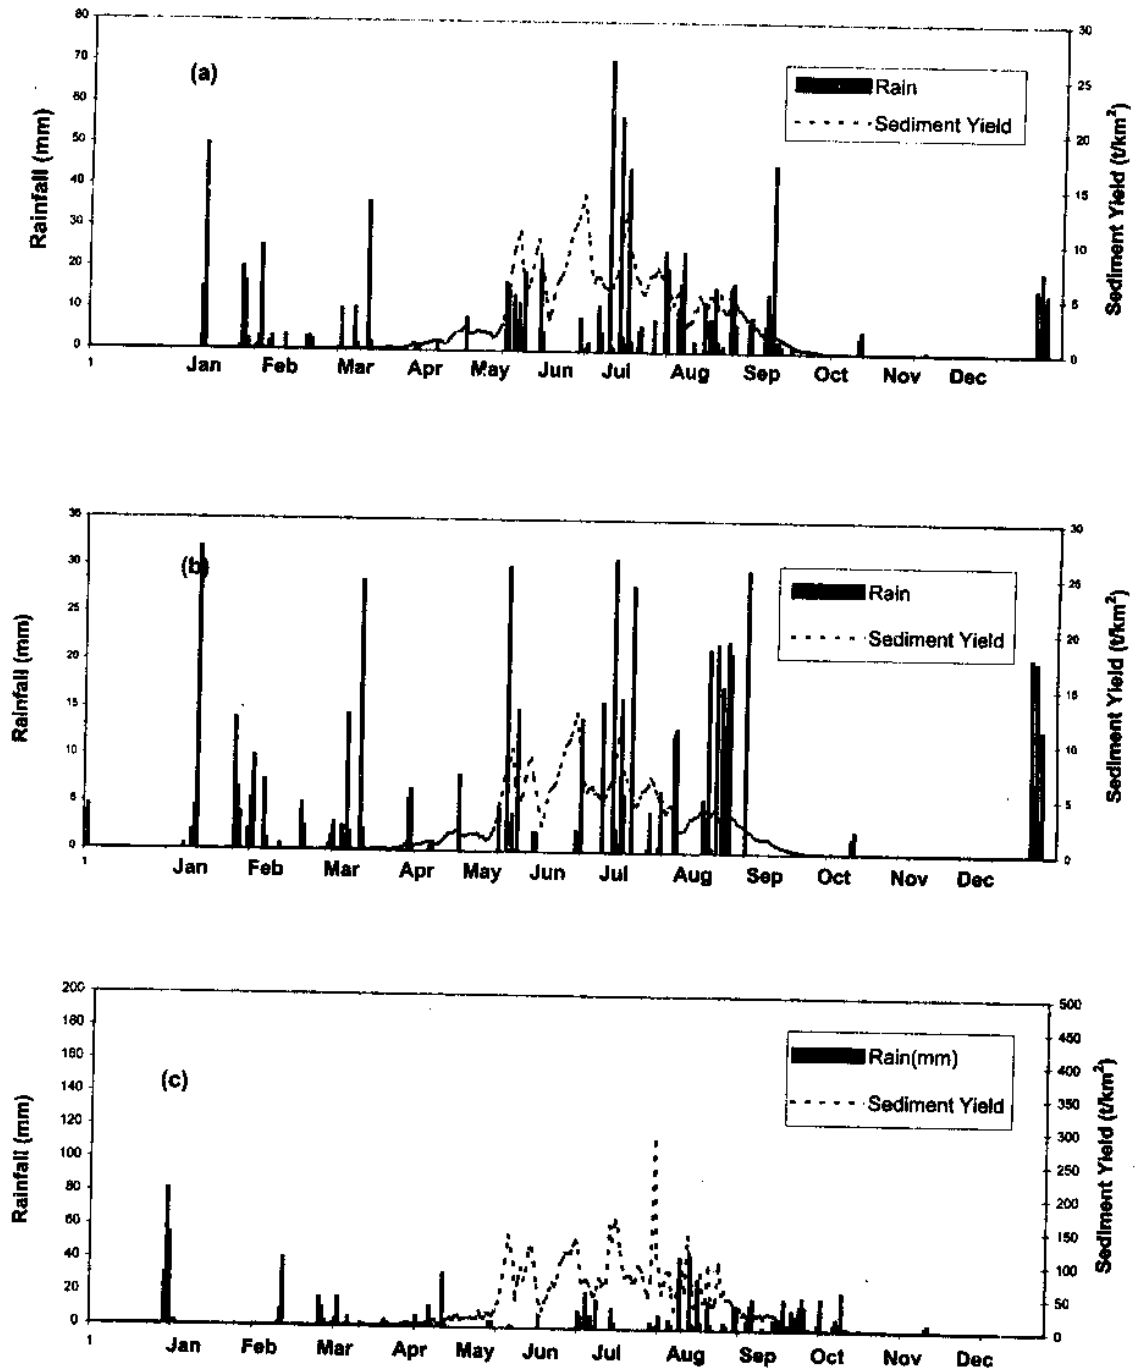 (a)
Rainfall (mm)
80
70
60
50
40
30
20
10
0
Rain
Sediment Yield
30
25
20
15
10
5
0
Sediment Yield (t/km²)
1 Jan Feb Mar Apr May Jun Jul Aug Sep Oct Nov Dec
(b)
Rainfall (mm)
35
30
25
20
15
10
5
0
Rain
Sediment Yield
30
25
20
15
10
5
0
Sediment Yield (t/km²)
1 Jan Feb Mar Apr May Jun Jul Aug Sep Oct Nov Dec
(c)
Rainfall (mm)
200
180
160
140
120
100
80
60
40
20
0
Rain(mm)
Sediment Yield
500
450
400
350
300
250
200
150
100
50
0
Sediment Yield (t/km²)
1 Jan Feb Mar Apr May Jun Jul Aug Sep Oct Nov Dec